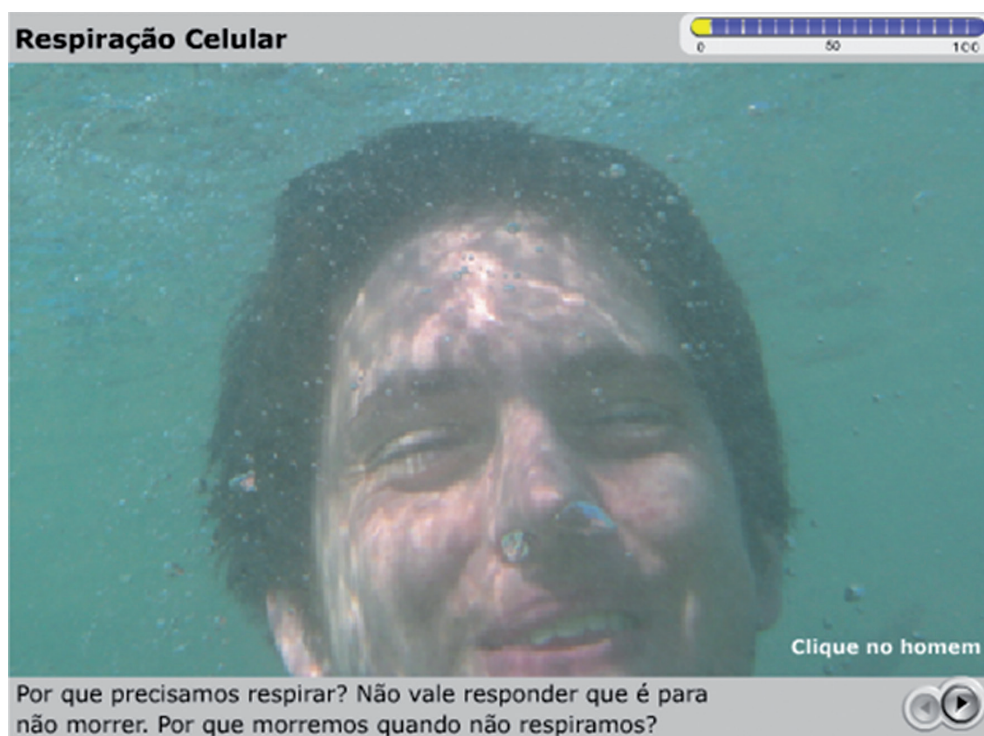 Respiração Celular
0 50 100
Clique no homem
Por que precisamos respirar? Não vale responder que é para
não morrer. Por que morremos quando não respiramos?